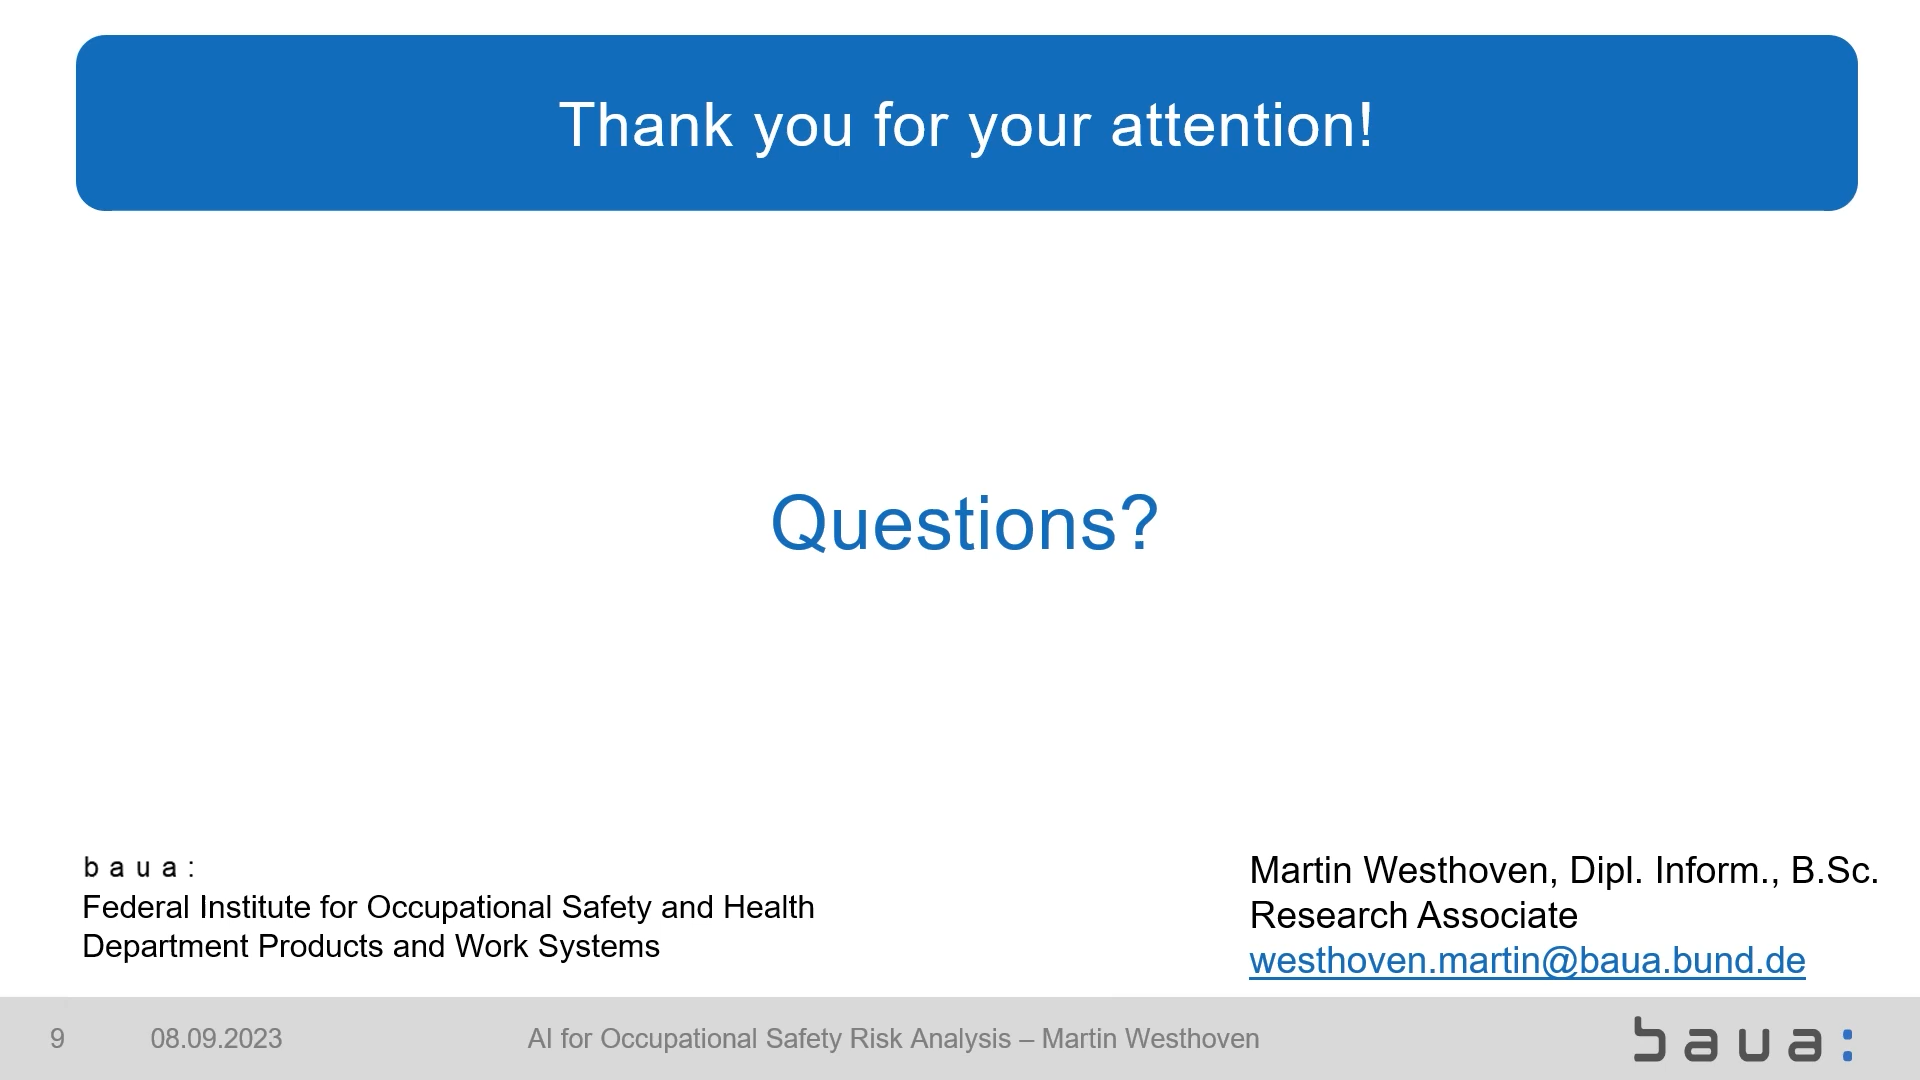 Thank you for your attention!
Questions?
baua:
Federal Institute for Occupational Safety and Health
Department Products and Work Systems
Martin Westhoven, Dipl. Inform., B.Sc.
Research Associate
westhoven.martin@baua.bund.de
9 08.09.2023 AI for Occupational Safety Risk Analysis – Martin Westhoven
baua: